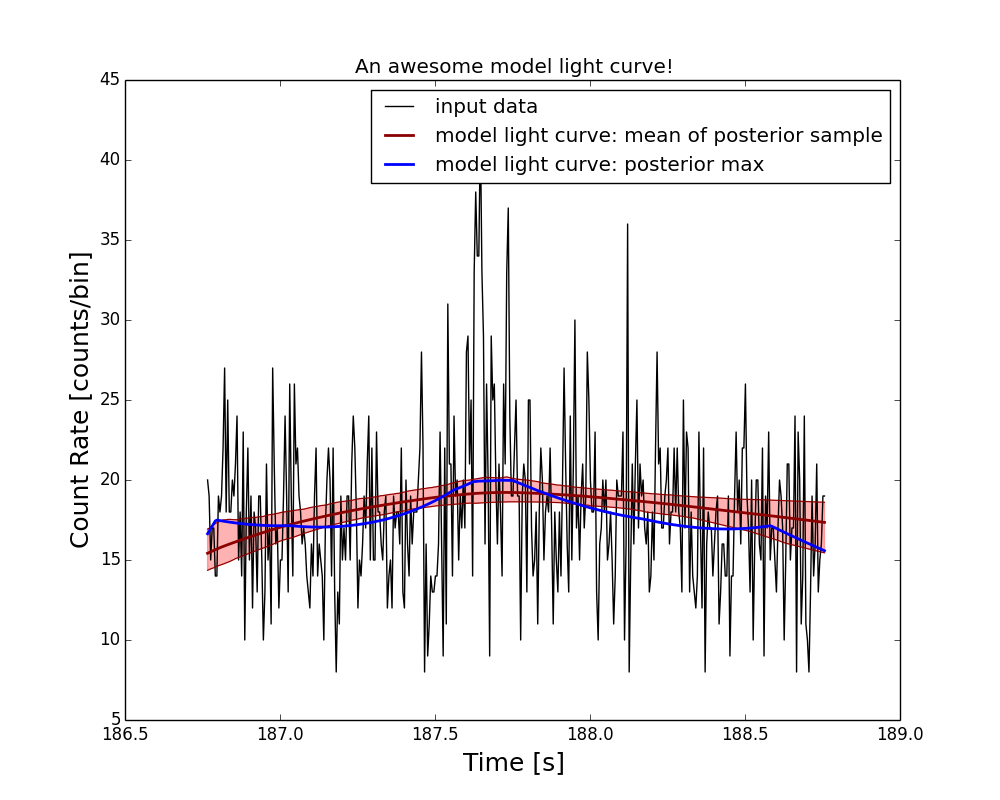 An awesome model light curve!
45
input data
model light curve: mean of posterior sample
model light curve: posterior max
40
35
30
25
20
15
10
5
Count Rate [counts/bin]
186.5 187.0 187.5 188.0 188.5 189.0
Time [s]